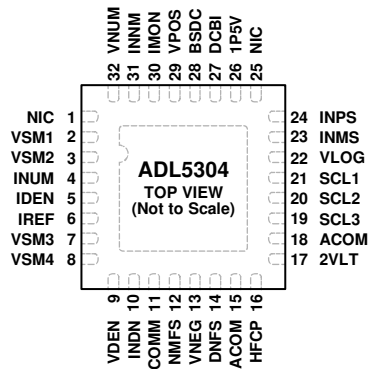 32 VNUM
31 INNM
30 IMON
29 VPOS
28 BSDC
27 DCBI
26 1P5V
25 NIC
NIC 1
VSM1 2
VSM2 3
INUM 4
IDEN 5
IREF 6
VSM3 7
VSM4 8
ADL5304
TOP VIEW
(Not to Scale)
24 INPS
23 INMS
22 VLOG
21 SCL1
20 SCL2
19 SCL3
18 ACOM
17 2VLT
VDEN 9
INDN 10
COMM 11
NMFS 12
VNEG 13
DNFS 14
ACOM 15
HFCP 16